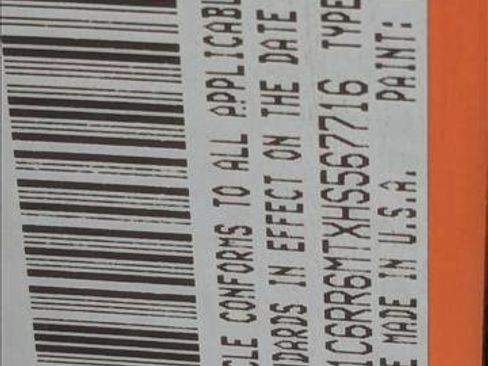 CLE CONFORMS TO ALL APPLICABL
NDARDS IN EFFECT ON THE DATE
1C6RR6MTXHS567716 TYPE
E MADE IN U.S.A. PAINT: